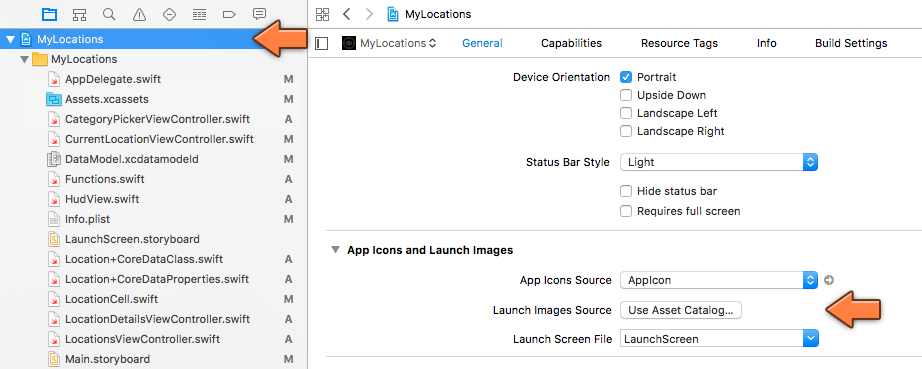 MyLocations
MyLocations
AppDelegate.swift M
Assets.xcassets M
CategoryPickerViewController.swift A
CurrentLocationViewController.swift M
DataModel.xcdatamodeld M
Functions.swift A
HudView.swift A
Info.plist M
LaunchScreen.storyboard
Location+CoreDataClass.swift A
Location+CoreDataProperties.swift A
LocationCell.swift M
LocationDetailsViewController.swift A
LocationsViewController.swift A
Main.storyboard M
MyLocations
MyLocations General Capabilities Resource Tags Info Build Settings
Device Orientation Portrait
Upside Down
Landscape Left
Landscape Right
Status Bar Style Light
Hide status bar
Requires full screen
App Icons and Launch Images
App Icons Source AppIcon
Launch Images Source Use Asset Catalog...
Launch Screen File LaunchScreen